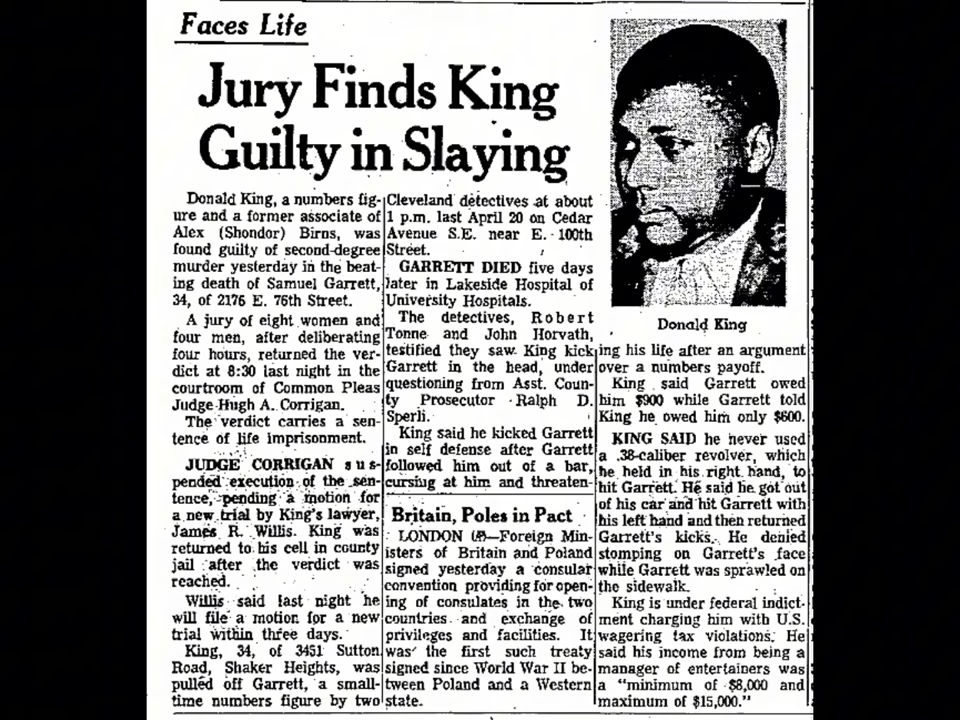 Faces Life
Jury Finds King
Guilty in Slaying
Donald King, a numbers fig-
ure and a former associate of
Alex (Shondor) Birns, was
found guilty of second-degree
murder yesterday in the beat-
ing death of Samuel Garrett,
34, of 2176 E. 76th Street.
A jury of eight women and
four men, after deliberating
four hours, returned the ver-
dict at 8:30 last night in the
courtroom of Common Pleas
Judge Hugh A. Corrigan.
The verdict carries a sen-
tence of life imprisonment.
JUDGE CORRIGAN sus-
pended execution of the sen-
tence, pending a motion for
a new trial by King's lawyer,
James R. Willis. King was
returned to his cell in county
jail after the verdict was
reached.
Willis said last night he
will file a motion for a new
trial within three days.
King, 34, of 3451 Sutton
Road, Shaker Heights, was
pulled off Garrett, a small-
time numbers figure by two
Cleveland detectives at about
1 p.m. last April 20 on Cedar
Avenue S.E. near E. 100th
Street.
GARRETT DIED five days
later in Lakeside Hospital of
University Hospitals.
The detectives, Robert
Tonne and John Horvath,
testified they saw King kick
Garrett in the head, under
questioning from Asst. Coun-
ty Prosecutor Ralph D.
Sperli.
King said he kicked Garrett
in self defense after Garrett
followed him out of a bar,
cursing at him and threaten-
Britain, Poles in Pact
LONDON (AP)—Foreign Min-
isters of Britain and Poland
signed yesterday a consular
convention providing for open-
ing of consulates in the two
countries and exchange of
privileges and facilities. It
was the first such treaty
signed since World War II be-
tween Poland and a Western
state.
Donald King
ing his life after an argument
over a numbers payoff.
King said Garrett owed
him $900 while Garrett told
King he owed him only $600.
KING SAID he never used
a .38-caliber revolver, which
he held in his right hand, to
hit Garrett. He said he got out
of his car and hit Garrett with
his left hand and then returned
Garrett's kicks. He denied
stomping on Garrett's face
while Garrett was sprawled on
the sidewalk.
King is under federal indict-
ment charging him with U.S.
wagering tax violations. He
said his income from being a
manager of entertainers was
a "minimum of $8,000 and
maximum of $15,000."